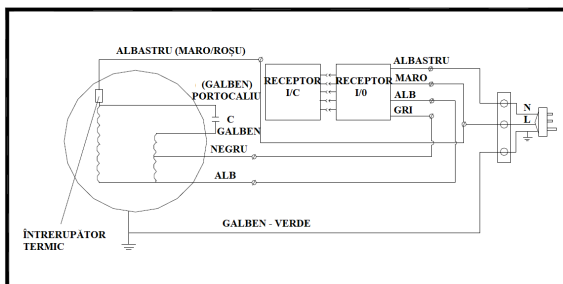 ALBASTRU (MARO/ROȘU)
ALBASTRU
(GALBEN)
PORTOCALIU
RECEPTOR
I/C
RECEPTOR
I/0
MARO
ALB
GRI
C
GALBEN
NEGRU
ALB
N
L
GALBEN - VERDE
ÎNTRERUPĂTOR
TERMIC